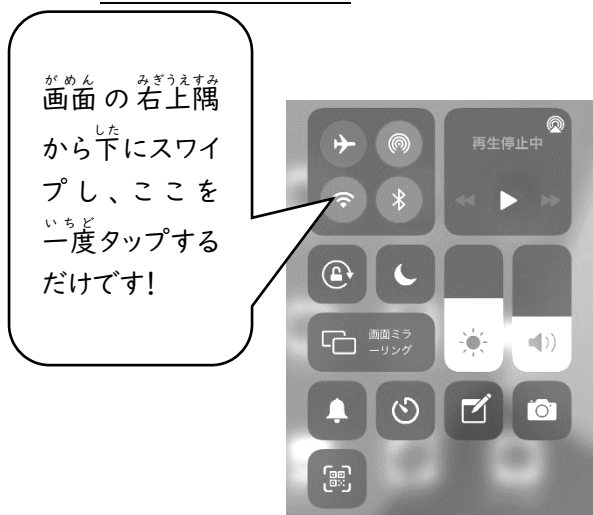 画面の右上隅
から下にスワイ
プし、ここを
一度タップする
だけです！
再生停止中
画面ミラ
ーリング